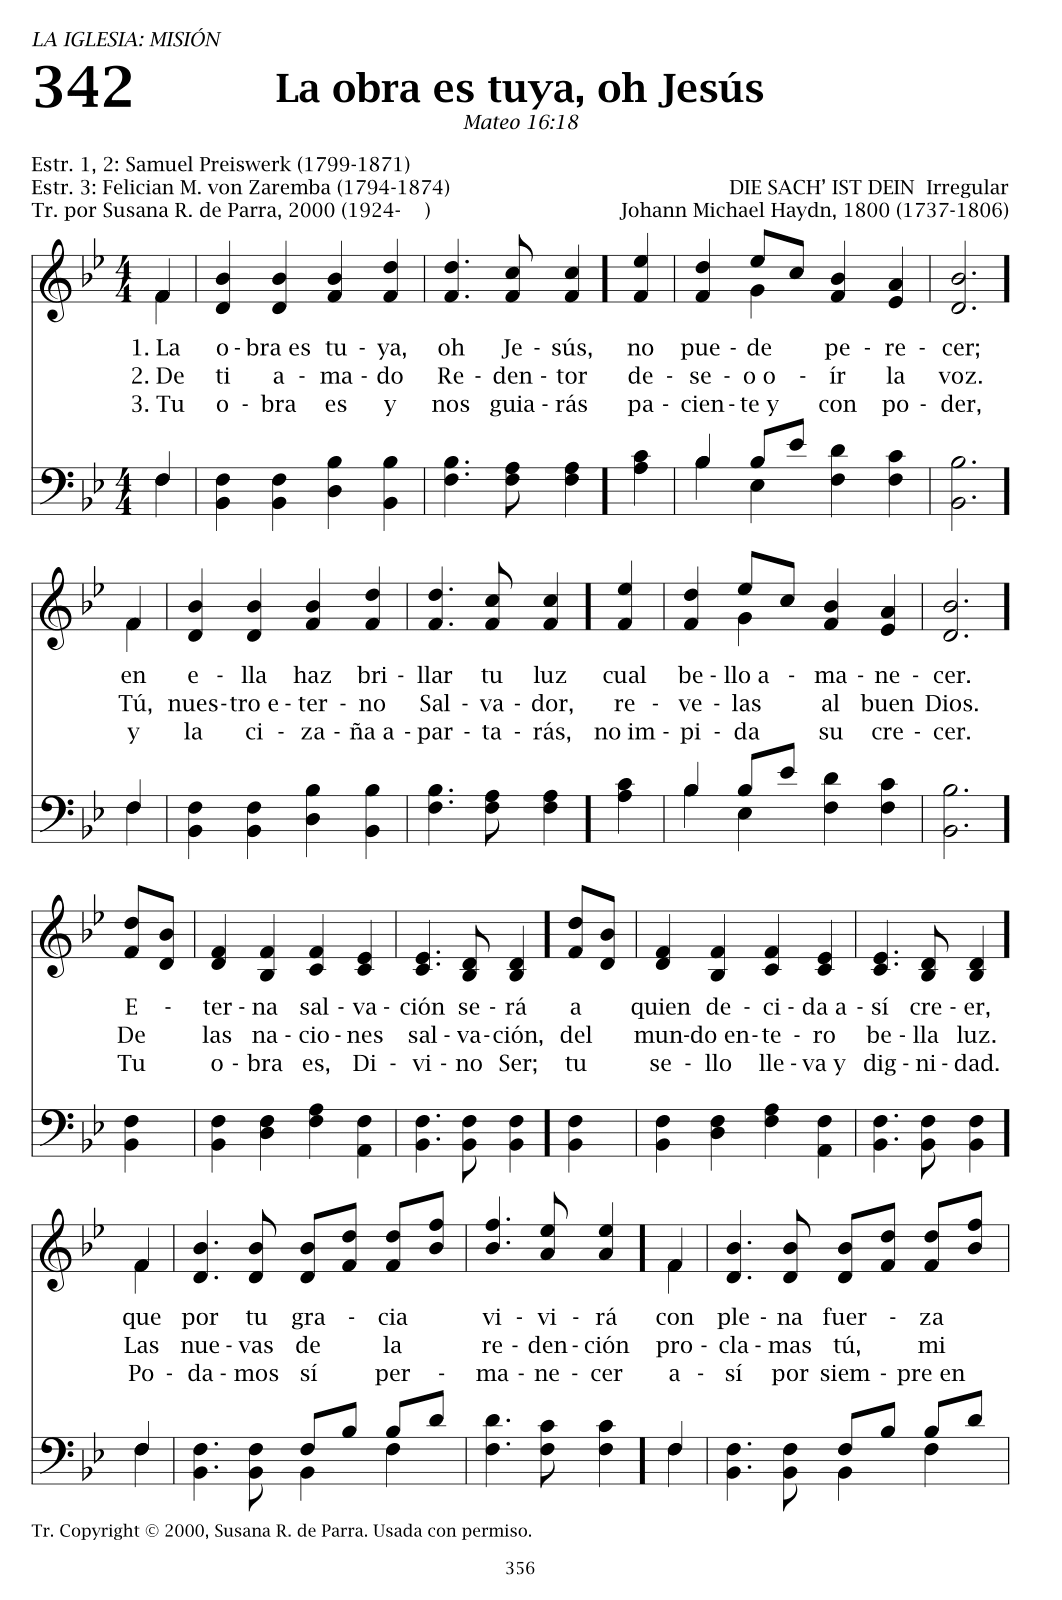 LA IGLESIA: MISIÓN
342
La obra es tuya, oh Jesús
Mateo 16:18
Estr. 1, 2: Samuel Preiswerk (1799-1871)
Estr. 3: Felician M. von Zaremba (1794-1874)
DIE SACH’ IST DEIN  Irregular
Tr. por Susana R. de Parra, 2000 (1924-    )
Johann Michael Haydn, 1800 (1737-1806)
1. La o - bra es tu - ya, oh Je - sús, no pue - de pe - re - cer;
2. De ti a - ma - do Re - den - tor de - se - o o - ír la voz.
3. Tu o - bra es y nos guia - rás pa - cien - te y con po - der,
en e - lla haz bri - llar tu luz cual be - llo a - ma - ne - cer.
Tú, nues - tro e - ter - no Sal - va - dor, re - ve - las al buen Dios.
y la ci - za - ña a - par - ta - rás, no im - pi - da su cre - cer.
E - ter - na sal - va - ción se - rá a quien de - ci - da a - sí cre - er,
De las na - cio - nes sal - va - ción, del mun - do en - te - ro be - lla luz.
Tu o - bra es, Di - vi - no Ser; tu se - llo lle - va y dig - ni - dad.
que por tu gra - cia vi - vi - rá con ple - na fuer - za
Las nue - vas de la re - den - ción pro - cla - mas tú, mi
Po - da - mos sí per - ma - ne - cer a - sí por siem - pre en
Tr. Copyright © 2000, Susana R. de Parra. Usada con permiso.
356